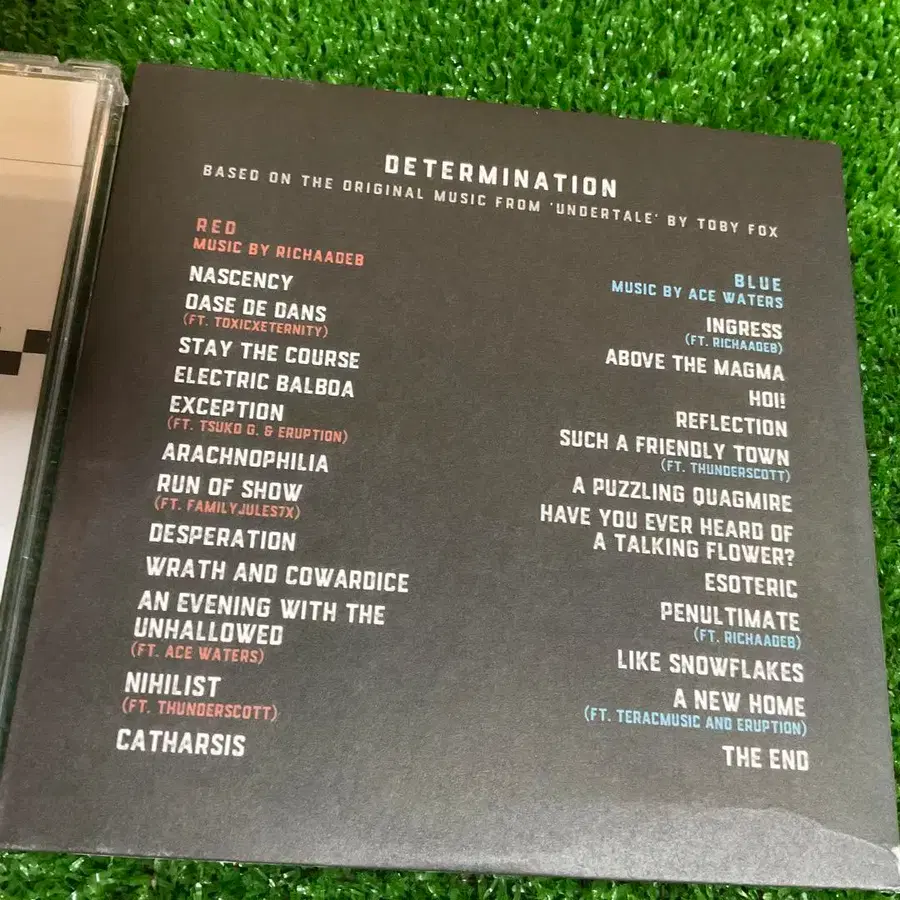 DETERMINATION
BASED ON THE ORIGINAL MUSIC FROM 'UNDERTALE' BY TOBY FOX
RED
MUSIC BY RICHAADEB
NASCENCY
OASE DE DANS
(FT. TOXICXETERNITY)
STAY THE COURSE
ELECTRIC BALBOA
EXCEPTION
(FT. TSUKO G. & ERUPTION)
ARACHNOPHILIA
RUN OF SHOW
(FT. FAMILYJULES7X)
DESPERATION
WRATH AND COWARDICE
AN EVENING WITH THE
UNHALLOWED
(FT. ACE WATERS)
NIHILIST
(FT. THUNDERSCOTT)
CATHARSIS
BLUE
MUSIC BY ACE WATERS
INGRESS
(FT. RICHAADEB)
ABOVE THE MAGMA
HOI!
REFLECTION
SUCH A FRIENDLY TOWN
(FT. THUNDERSCOTT)
A PUZZLING QUAGMIRE
HAVE YOU EVER HEARD OF
A TALKING FLOWER?
ESOTERIC
PENULTIMATE
(FT. RICHAADEB)
LIKE SNOWFLAKES
A NEW HOME
(FT. TERACMUSIC AND ERUPTION)
THE END